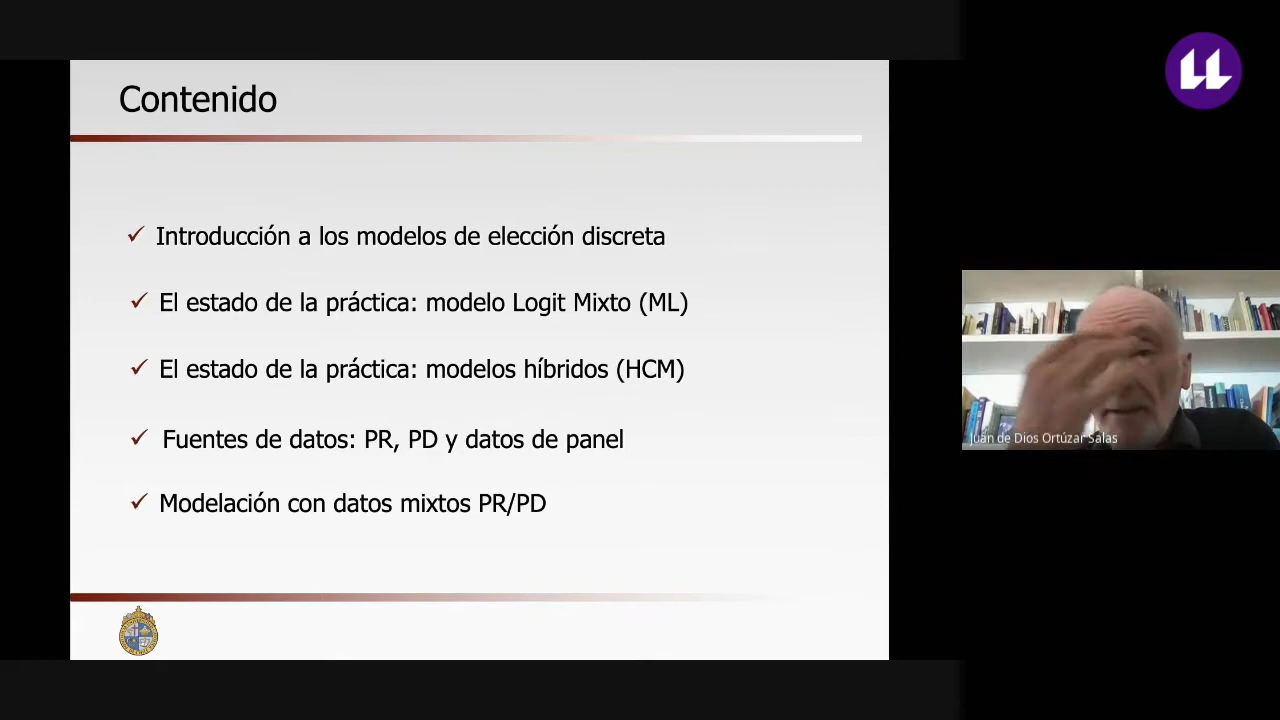 Contenido
Introducción a los modelos de elección discreta
El estado de la práctica: modelo Logit Mixto (ML)
El estado de la práctica: modelos híbridos (HCM)
Fuentes de datos: PR, PD y datos de panel
Modelación con datos mixtos PR/PD
Juan de Dios Ortúzar Salas